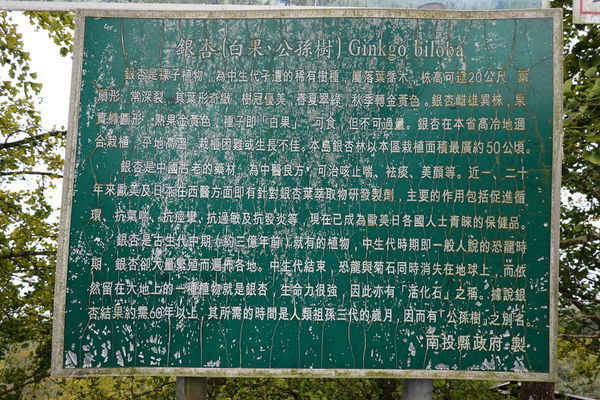 銀杏(白果、公孫樹) Ginkgo biloba
銀杏是裸子植物，為中生代孑遺的稀有樹種，屬落葉喬木，株高可達20公尺，葉
扇形，常深裂，其葉形奇緻，樹冠優美，春夏翠綠，秋季轉金黃色。銀杏雌雄異株，果
實橢圓形，熟果金黃色，種子即「白果」，可食，但不可過量。銀杏在本省高冷地適
合栽植，平地高溫，栽植困難或生長不佳。本島銀杏林以本區栽植面積最廣約50公頃。
銀杏是中國古老的藥材，為中醫良方，可治咳止喘、祛痰、美顏等。近一、二十
年來歐美及日本在西醫方面即有針對銀杏葉萃取物研發製劑，主要的作用包括促進循
環、抗氣喘、抗痙攣、抗過敏及抗發炎等，現在已成為歐美日各國人士青睞的保健品。
銀杏是古生代中期(約三億年前)就有的植物，中生代時期即一般人說的恐龍時
期，銀杏卻大量繁殖而遍佈各地。中生代結束，恐龍與菊石同時消失在地球上，而依
然留在大地上的一種植物就是銀杏，生命力很強，因此亦有「活化石」之稱。據說銀
杏結果約需60年以上，其所需的時間是人類祖孫三代的歲月，因而有「公孫樹」之別名。
南投縣政府 製